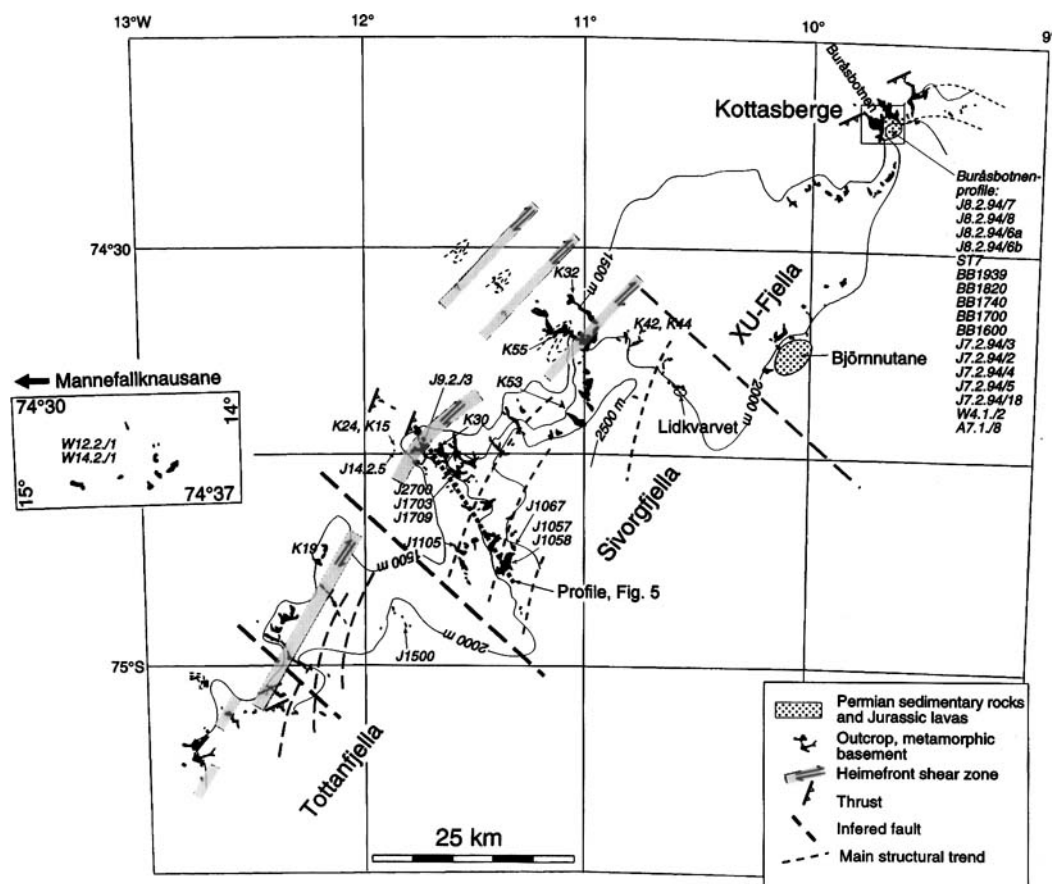 13°W
12°
11°
10°
9°
Buråsbotnen
Kottasberge
Buråsbotnen-
profile:
J8.2.94/7
J8.2.94/8
J8.2.94/6a
J8.2.94/6b
ST7
BB1939
BB1820
BB1740
BB1700
BB1600
J7.2.94/3
J7.2.94/2
J7.2.94/4
J7.2.94/5
J7.2.94/18
W4.1./2
A7.1./8
74°30
1500 m
K32
XU-Fjella
K42, K44
K55
Björnnutane
2000 m
Mannefallknausane
74°30
14°
W12.2./1
W14.2./1
15°
74°37
J9.2./3
K53
K30
K24, K15
2500 m
Lidkvarvet
J14.2.5
J2700
J1703
J1709
J1067
J1057
J1058
J1105
Sivorgfjella
K19
Profile, Fig. 5
2000 m
J1500
75°S
Tottanfjella
25 km
Permian sedimentary rocks
and Jurassic lavas
Outcrop, metamorphic
basement
Heimefront shear zone
Thrust
Infered fault
Main structural trend